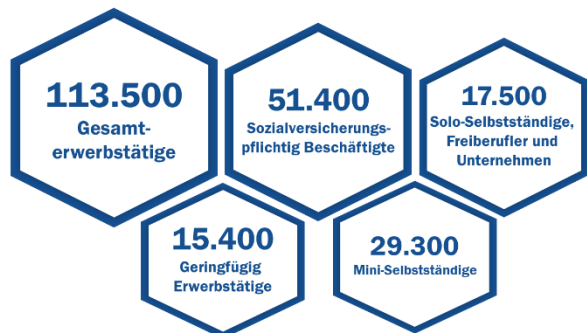 113.500
Gesamt-
erwerbstätige
51.400
Sozialversicherungs-
pflichtig Beschäftigte
17.500
Solo-Selbstständige,
Freiberufler und
Unternehmen
15.400
Geringfügig
Erwerbstätige
29.300
Mini-Selbstständige